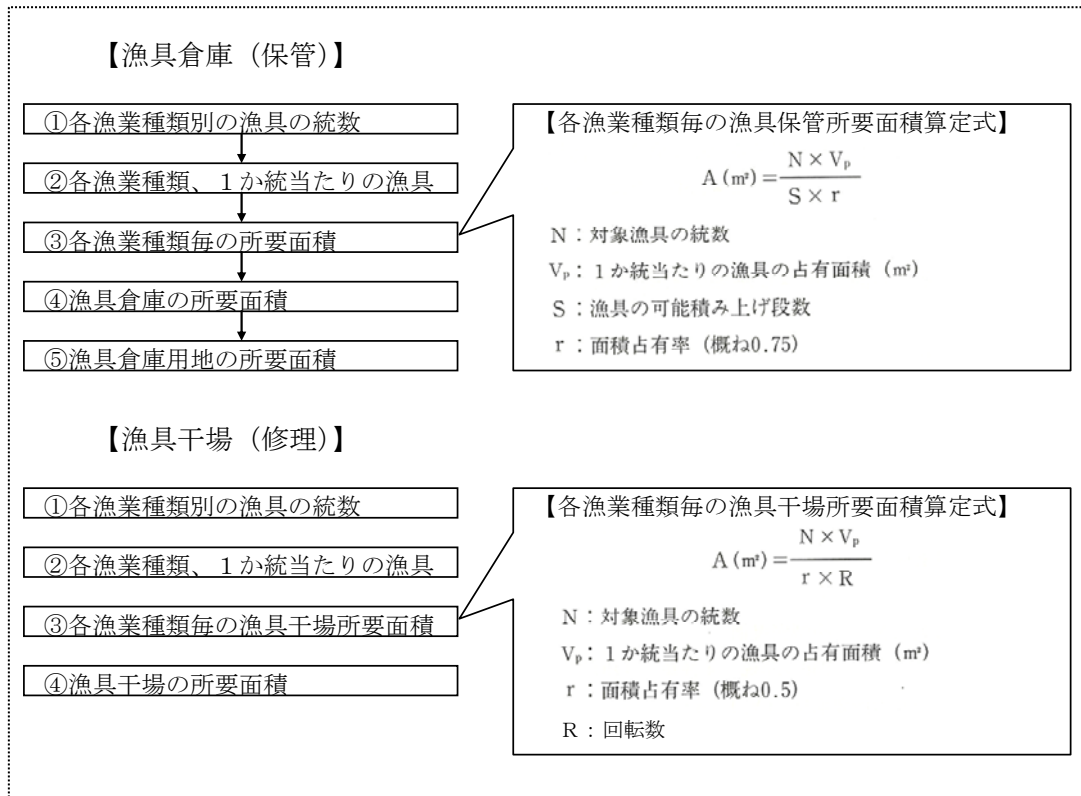 【漁具倉庫（保管）】
①各漁業種類別の漁具の統数
②各漁業種類、１か統当たりの漁具
③各漁業種類毎の所要面積
④漁具倉庫の所要面積
⑤漁具倉庫用地の所要面積
【各漁業種類毎の漁具保管所要面積算定式】
A (㎡) = (N × Vp) / (S × r)
N：対象漁具の統数
Vp：１か統当たりの漁具の占有面積（㎡）
S：漁具の可能積み上げ段数
r：面積占有率（概ね0.75）
【漁具干場（修理）】
①各漁業種類別の漁具の統数
②各漁業種類、１か統当たりの漁具
③各漁業種類毎の漁具干場所要面積
④漁具干場の所要面積
【各漁業種類毎の漁具干場所要面積算定式】
A (㎡) = (N × Vp) / (r × R)
N：対象漁具の統数
Vp：１か統当たりの漁具の占有面積（㎡）
r：面積占有率（概ね0.5）
R：回転数